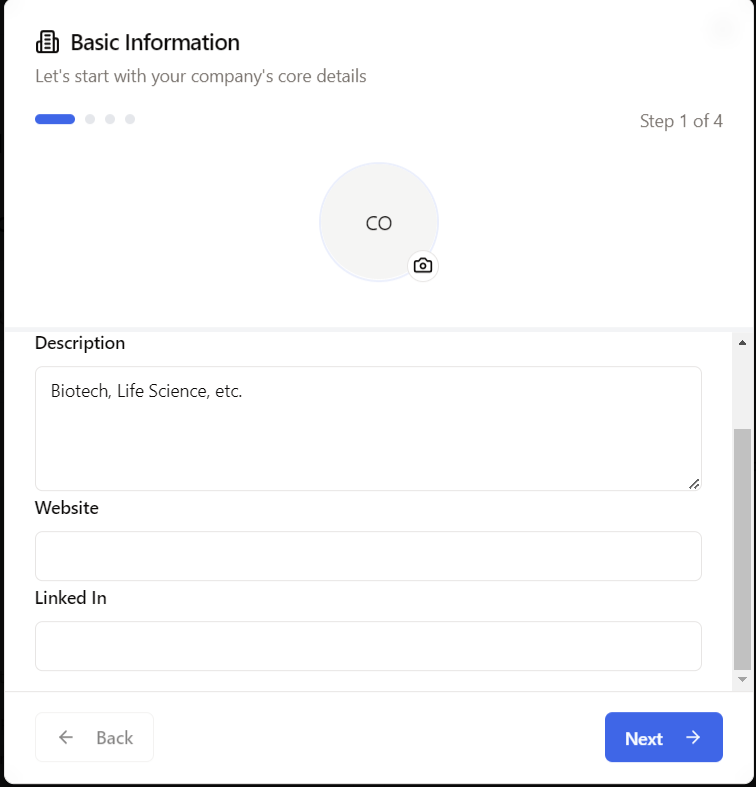 Basic Information
Let's start with your company's core details
Step 1 of 4
CO
Description
Biotech, Life Science, etc.
Website
Linked In
Back
Next